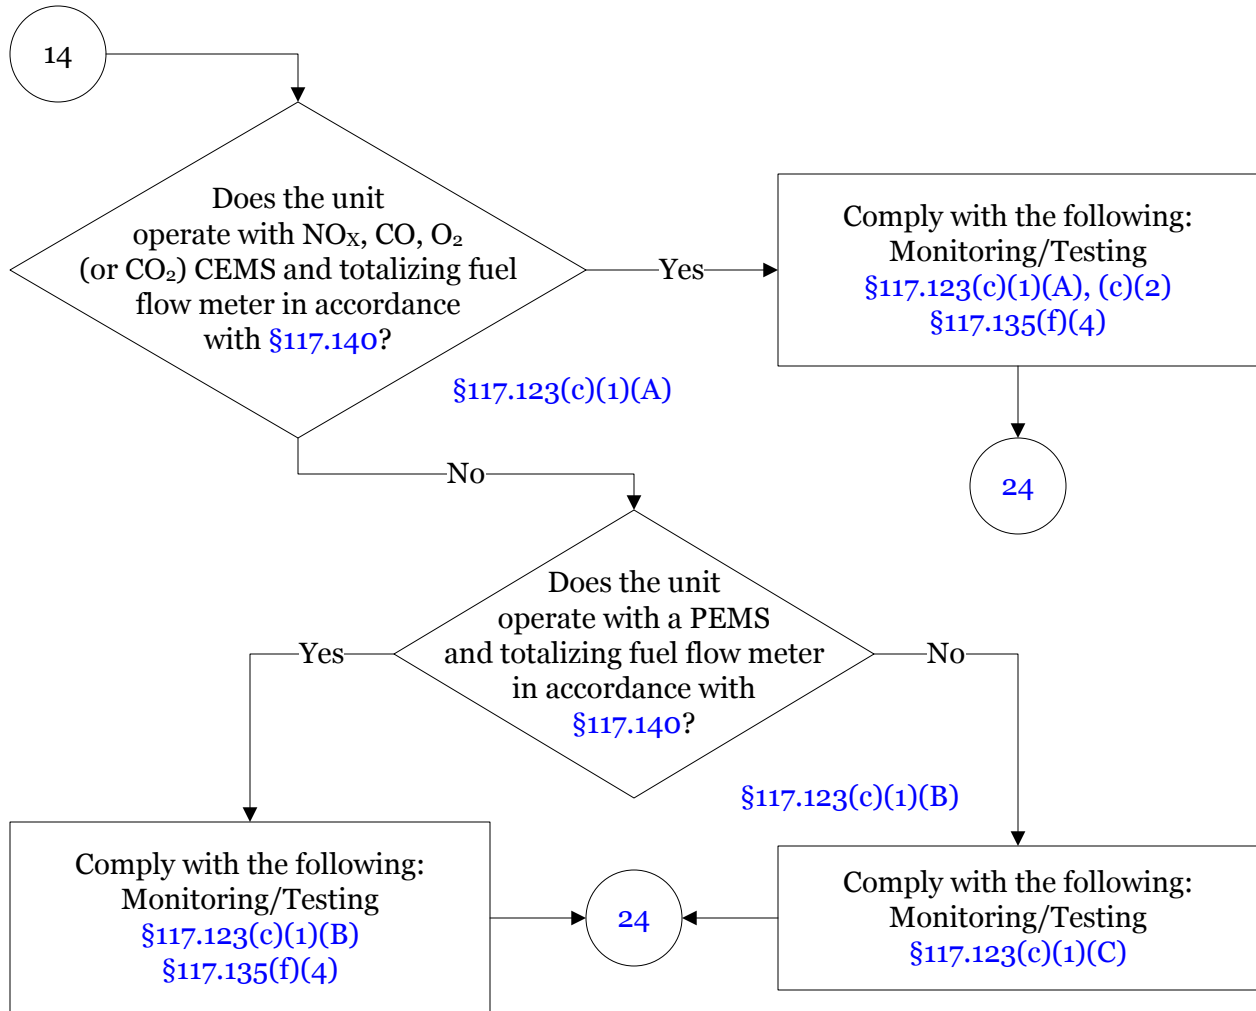 14
Does the unit
operate with NOX, CO, O₂
(or CO₂) CEMS and totalizing fuel
flow meter in accordance
with §117.140?
§117.123(c)(1)(A)
Yes
Comply with the following:
Monitoring/Testing
§117.123(c)(1)(A), (c)(2)
§117.135(f)(4)
24
No
Does the unit
operate with a PEMS
and totalizing fuel flow meter
in accordance with
§117.140?
§117.123(c)(1)(B)
Yes
No
Comply with the following:
Monitoring/Testing
§117.123(c)(1)(B)
§117.135(f)(4)
24
Comply with the following:
Monitoring/Testing
§117.123(c)(1)(C)